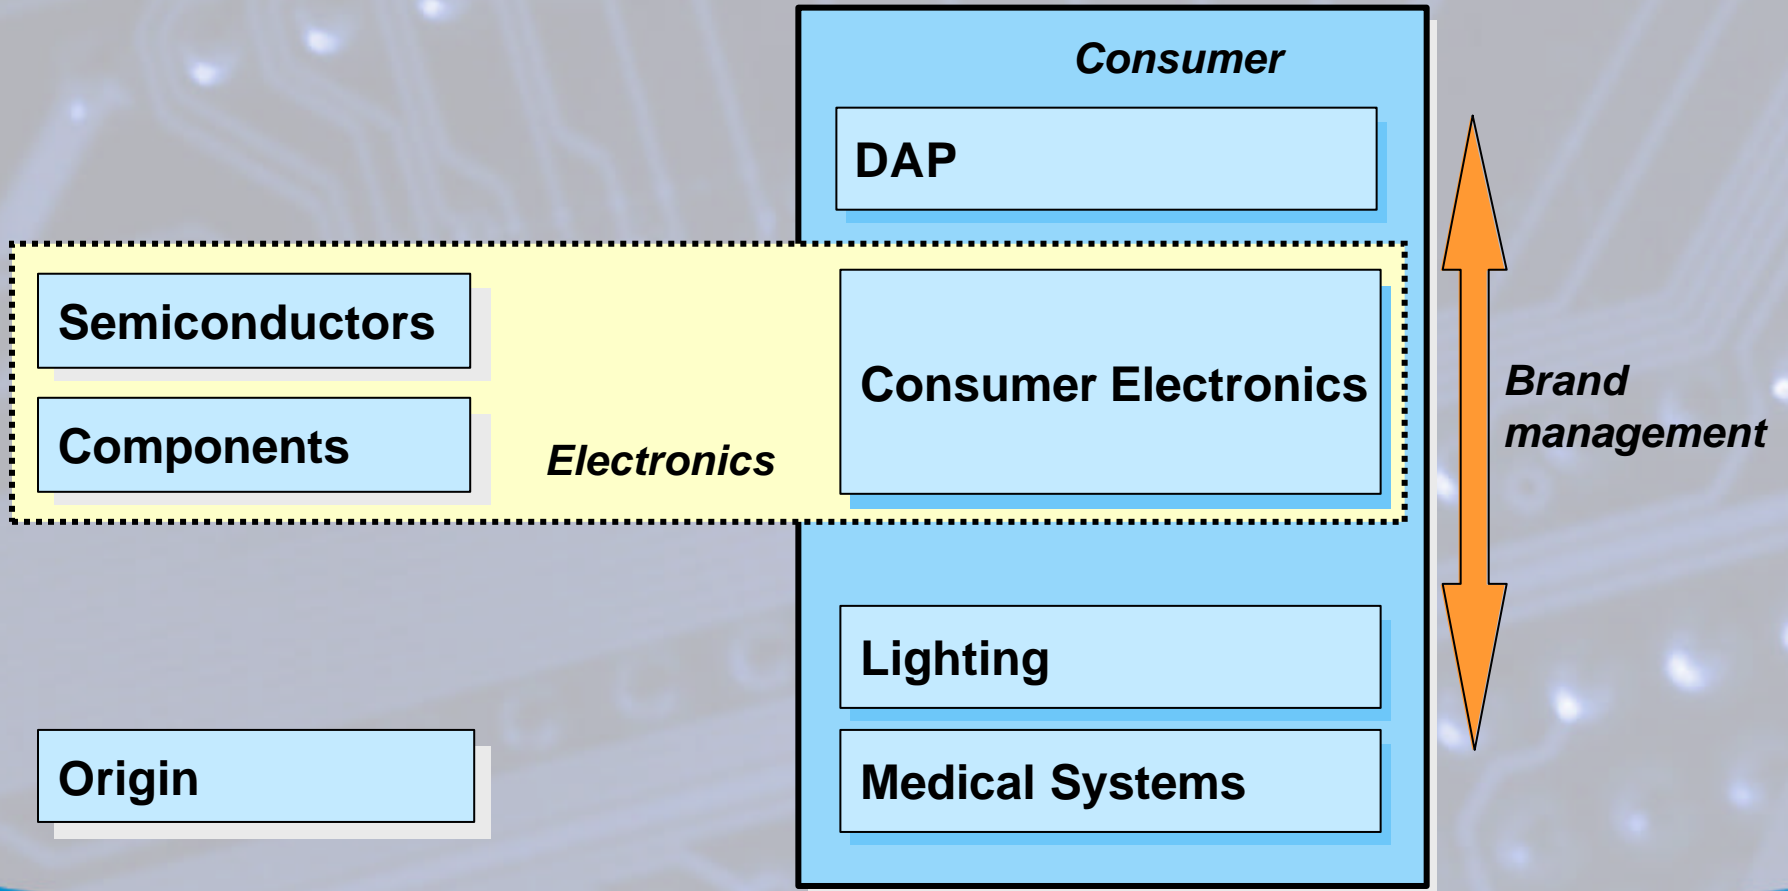 Consumer
DAP
Semiconductors
Components
Electronics
Consumer Electronics
Brand
management
Lighting
Origin
Medical Systems